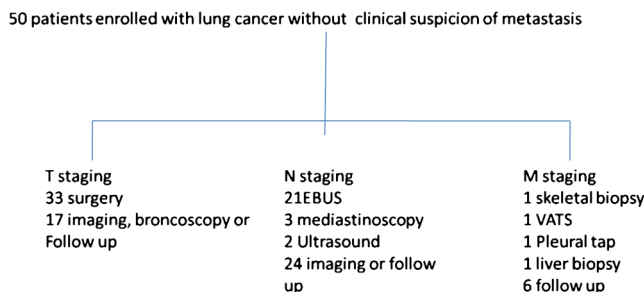 50 patients enrolled with lung cancer without clinical suspicion of metastasis
T staging
33 surgery
17 imaging, broncoscopy or
Follow up
N staging
21EBUS
3 mediastinoscopy
2 Ultrasound
24 imaging or follow
up
M staging
1 skeletal biopsy
1 VATS
1 Pleural tap
1 liver biopsy
6 follow up